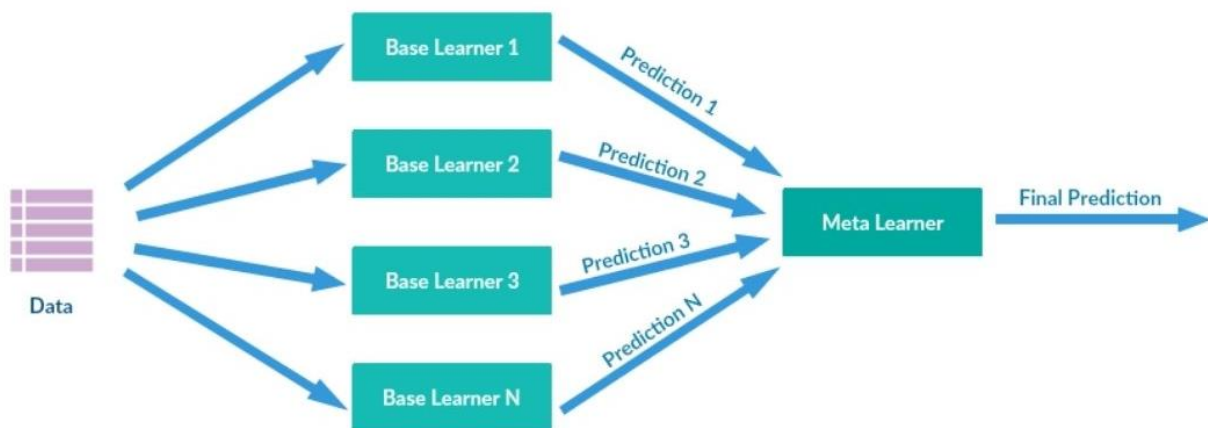 Base Learner 1
Prediction 1
Base Learner 2
Prediction 2
Data
Meta Learner
Final Prediction
Base Learner 3
Prediction 3
Base Learner N
Prediction N